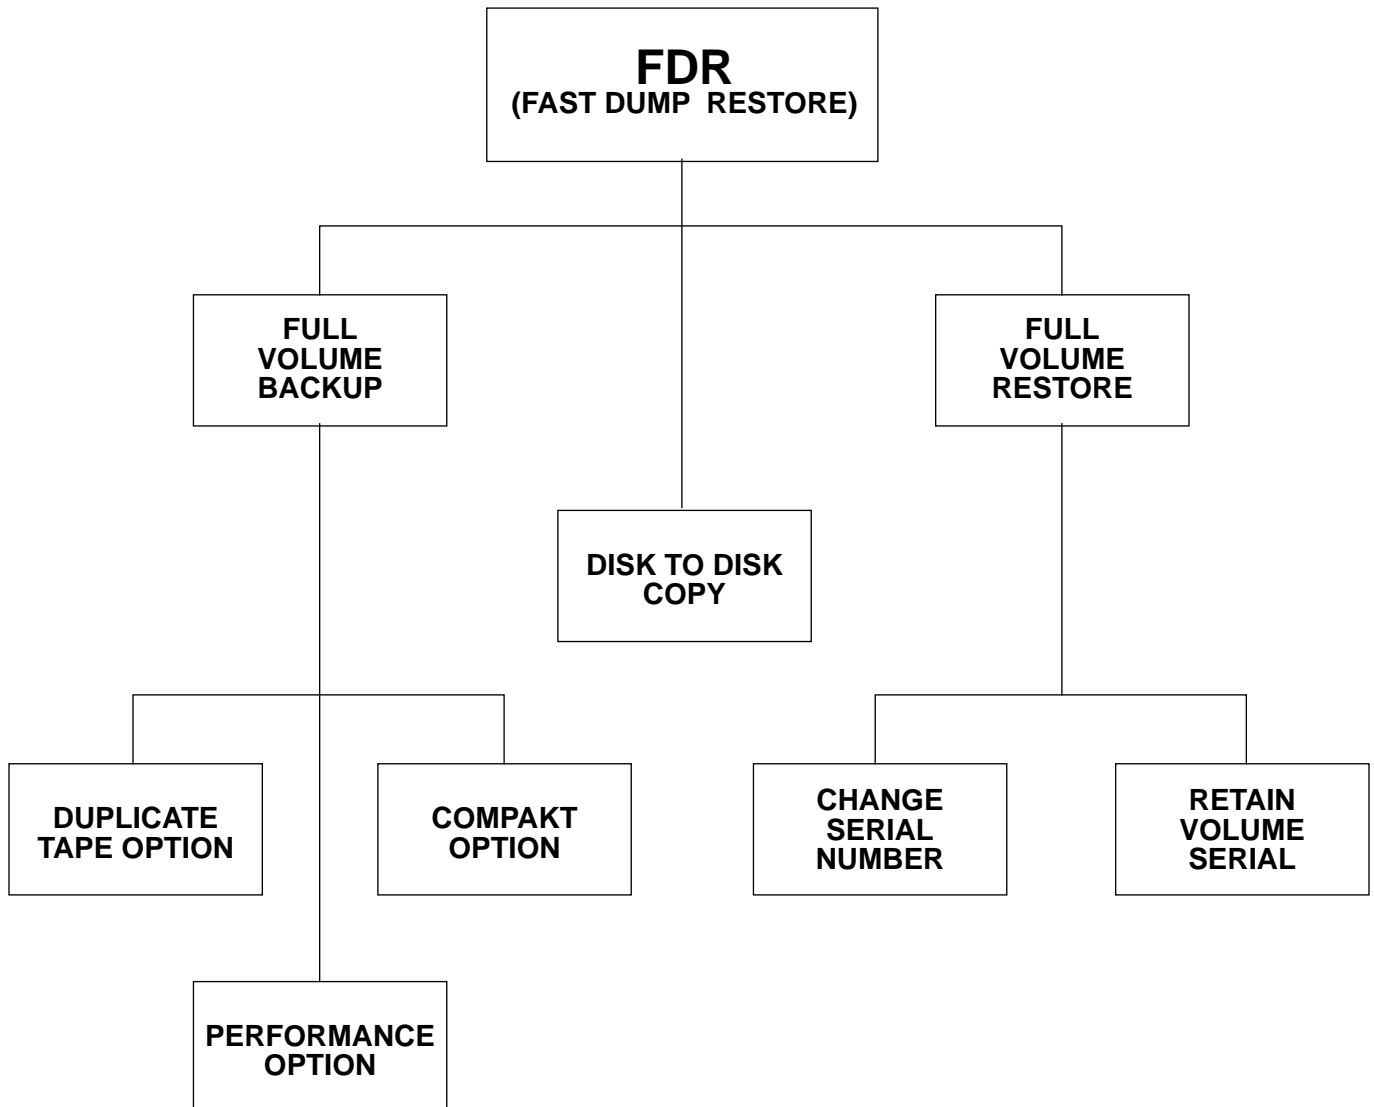 FDR
(FAST DUMP RESTORE)
FULL
VOLUME
BACKUP
FULL
VOLUME
RESTORE
DISK TO DISK
COPY
DUPLICATE
TAPE OPTION
COMPAKT
OPTION
CHANGE
SERIAL
NUMBER
RETAIN
VOLUME
SERIAL
PERFORMANCE
OPTION